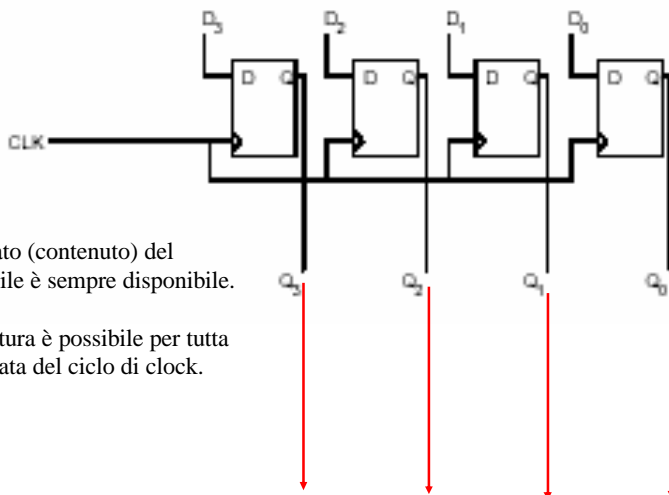 D3 D2 D1 D0
D Q D Q D Q D Q
CLK
ato (contenuto) del
ile è sempre disponibile.
Q3 Q2 Q1 Q0
tura è possibile per tutta
ata del ciclo di clock.